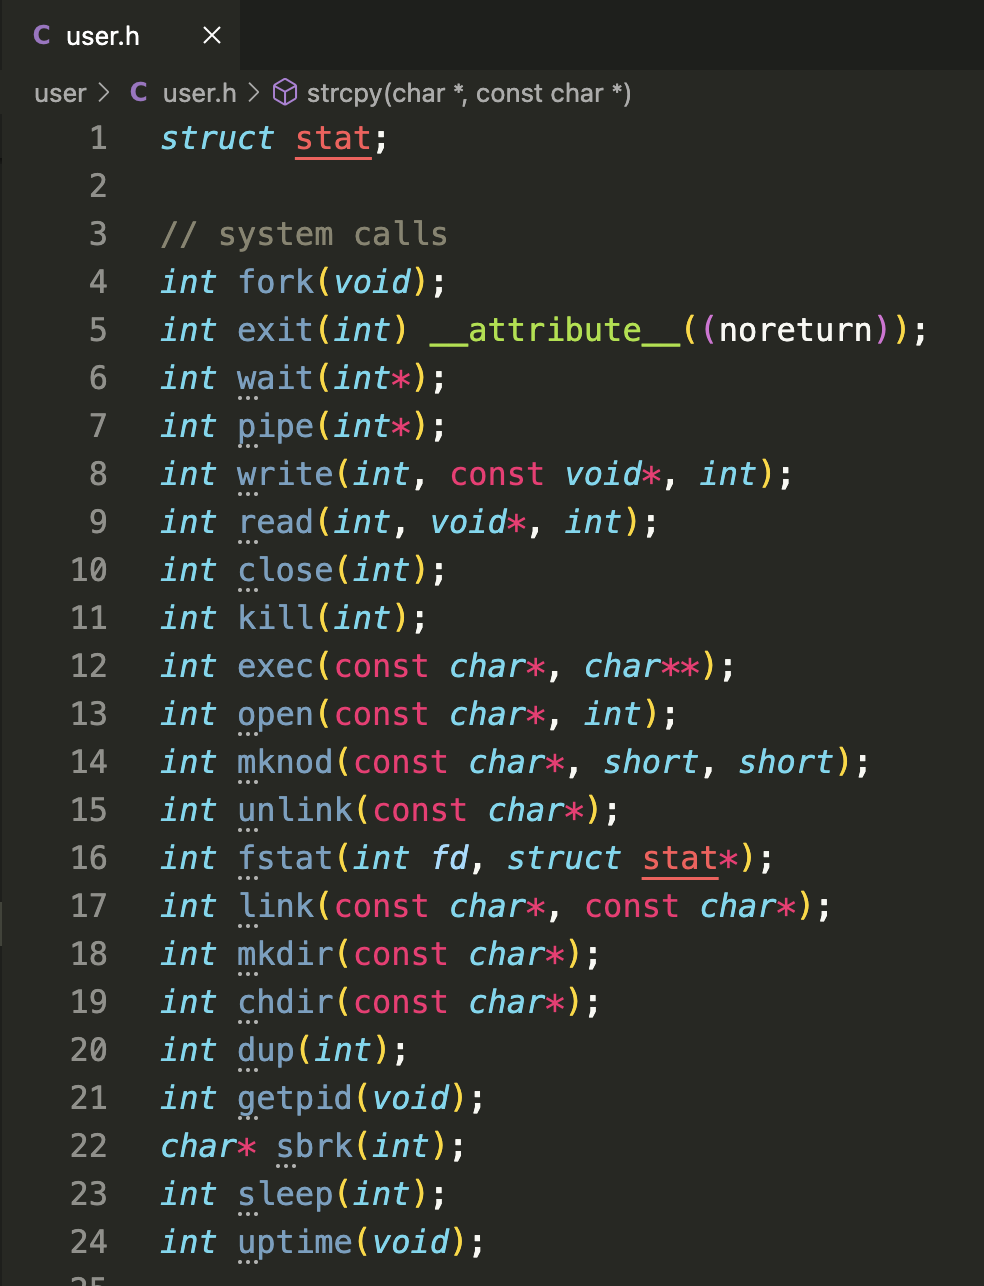 C user.h ×
user > C user.h > strcpy(char *, const char *)
1 struct stat;
2
3 // system calls
4 int fork(void);
5 int exit(int) __attribute__((noreturn));
6 int wait(int*);
7 int pipe(int*);
8 int write(int, const void*, int);
9 int read(int, void*, int);
10 int close(int);
11 int kill(int);
12 int exec(const char*, char**);
13 int open(const char*, int);
14 int mknod(const char*, short, short);
15 int unlink(const char*);
16 int fstat(int fd, struct stat*);
17 int link(const char*, const char*);
18 int mkdir(const char*);
19 int chdir(const char*);
20 int dup(int);
21 int getpid(void);
22 char* sbrk(int);
23 int sleep(int);
24 int uptime(void);
25